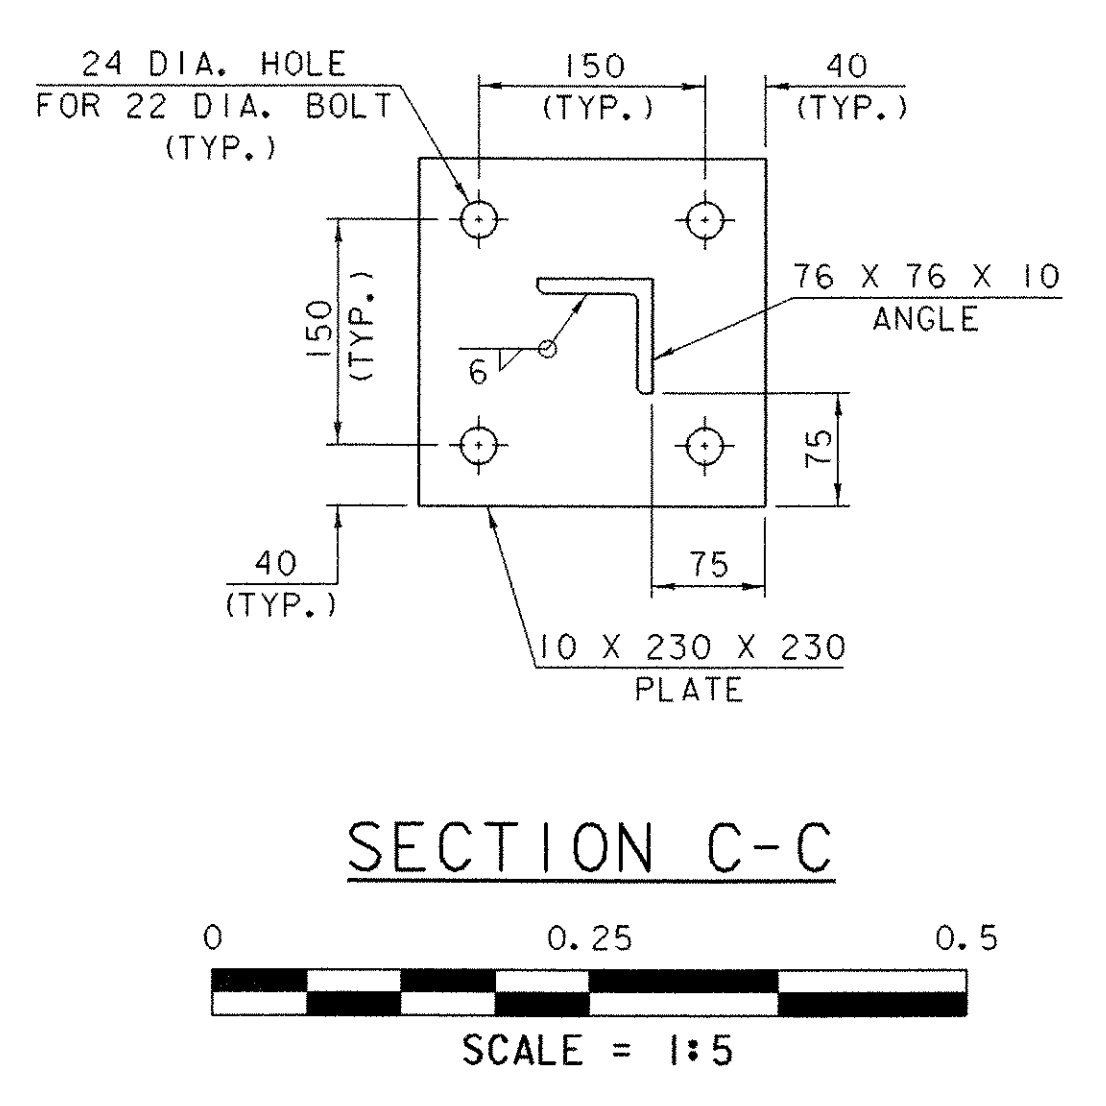 24 DIA. HOLE
FOR 22 DIA. BOLT
(TYP.)
150
(TYP.)
40
(TYP.)
76 X 76 X 10
ANGLE
150
(TYP.)
6
75
40
(TYP.)
75
10 X 230 X 230
PLATE
SECTION C-C
0 0.25 0.5
SCALE = 1:5